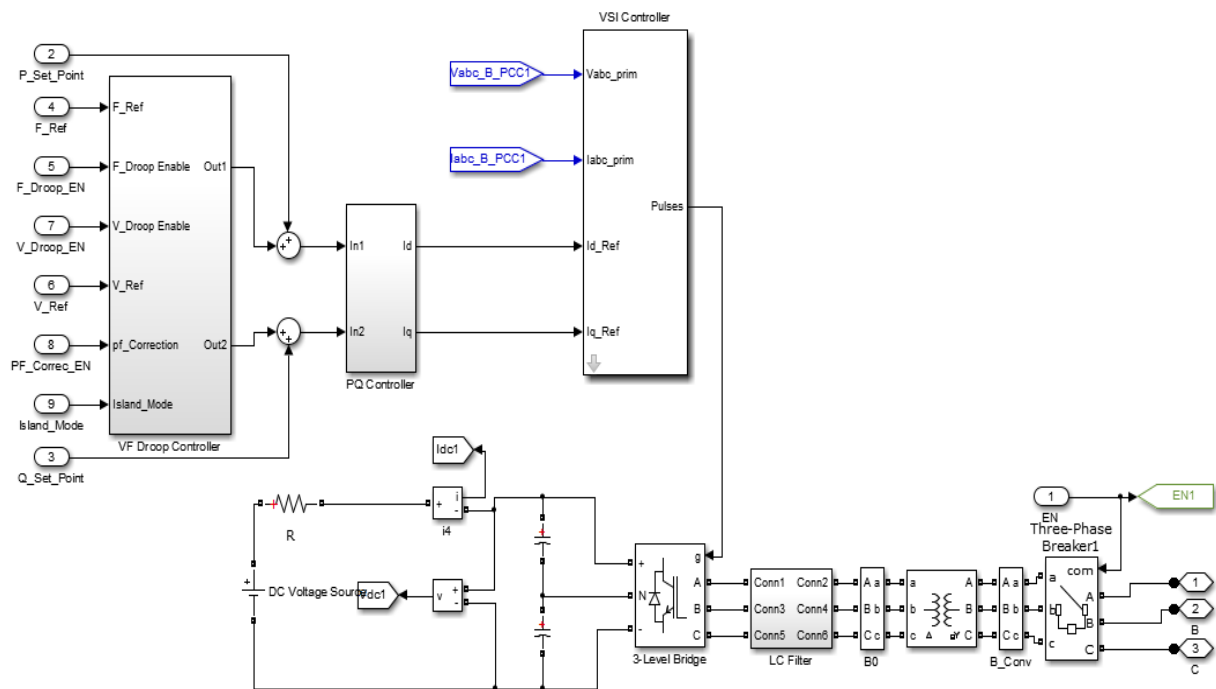 VSI Controller
2
P_Set_Point
4
F_Ref
5
F_Droop_EN
7
V_Droop_EN
6
V_Ref
8
PF_Correc_EN
9
Island_Mode
3
Q_Set_Point
F_Ref
F_Droop Enable
V_Droop Enable
V_Ref
pf_Correction
Island_Mode
Out1
Out2
VF Droop Controller
+
+
+
+
In1
In2
Id
Iq
PQ Controller
Vabc_B_PCC1
Iabc_B_PCC1
Vabc_prim
Iabc_prim
Id_Ref
Iq_Ref
Pulses
Idc1
R
+
i
-
i4
+
DC Voltage Source
Vdc1
v
+
-
+
+
g
+
N
-
A
B
C
3-Level Bridge
Conn1
Conn3
Conn5
Conn2
Conn4
Conn6
LC Filter
A a
B b
C c
B0
a
b
c
A
B
C
Δ
Y
A a
B b
C c
B_Conv
1
EN
EN1
Three-Phase
Breaker1
com
a
b
c
A
B
C
1
2
B
3
C